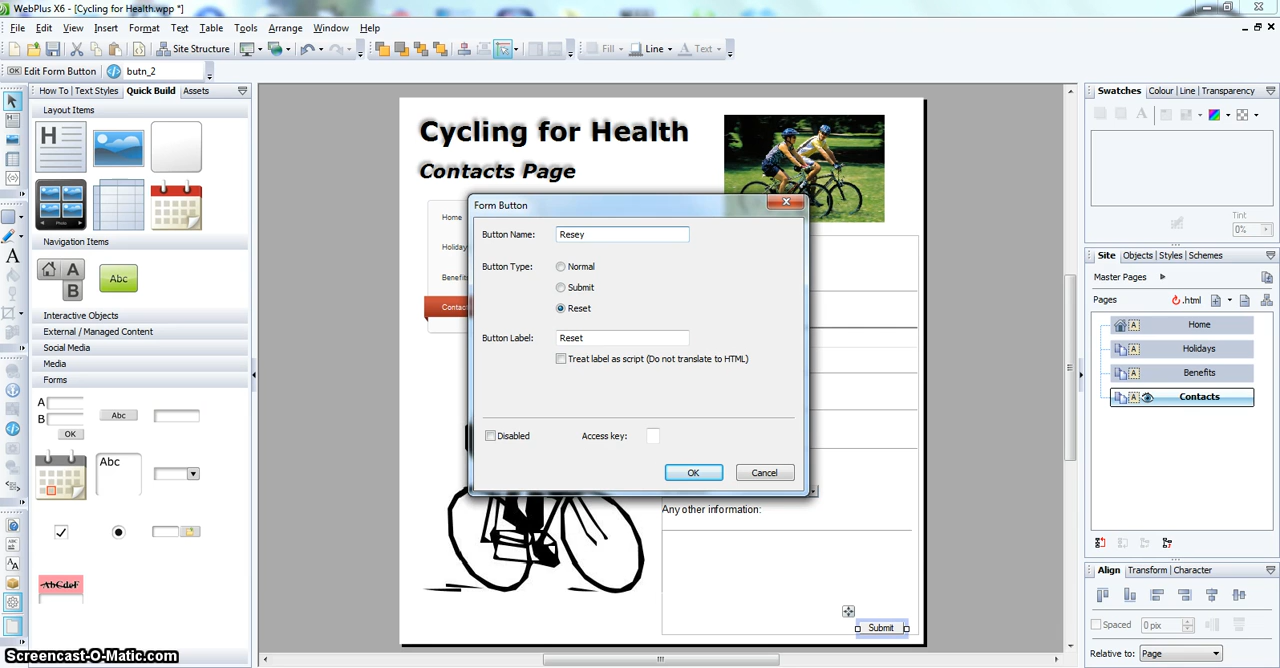 WebPlus X6 - [Cycling for Health.wpp *]
File Edit View Insert Format Text Table Tools Arrange Window Help
Site Structure Fill Line Text
OK Edit Form Button butn_2
How To Text Styles Quick Build Assets
Layout Items
H
Navigation Items
A
B
Abc
Interactive Objects
External / Managed Content
Social Media
Media
Forms
A
B
OK
Abc
Abc
AbCdeF
Cycling for Health
Contacts Page
Home
Holiday
Benefits
Contac
Form Button
Button Name: Resey
Button Type: Normal
Submit
Reset
Button Label: Reset
Treat label as script (Do not translate to HTML)
Disabled Access key:
OK Cancel
Any other information:
Submit
Swatches Colour Line Transparency
Tint
0%
Site Objects Styles Schemes
Master Pages
Pages .html
A Home
A Holidays
A Benefits
A Contacts
Align Transform Character
Spaced 0 pix
Relative to: Page
Screencast-O-Matic.com